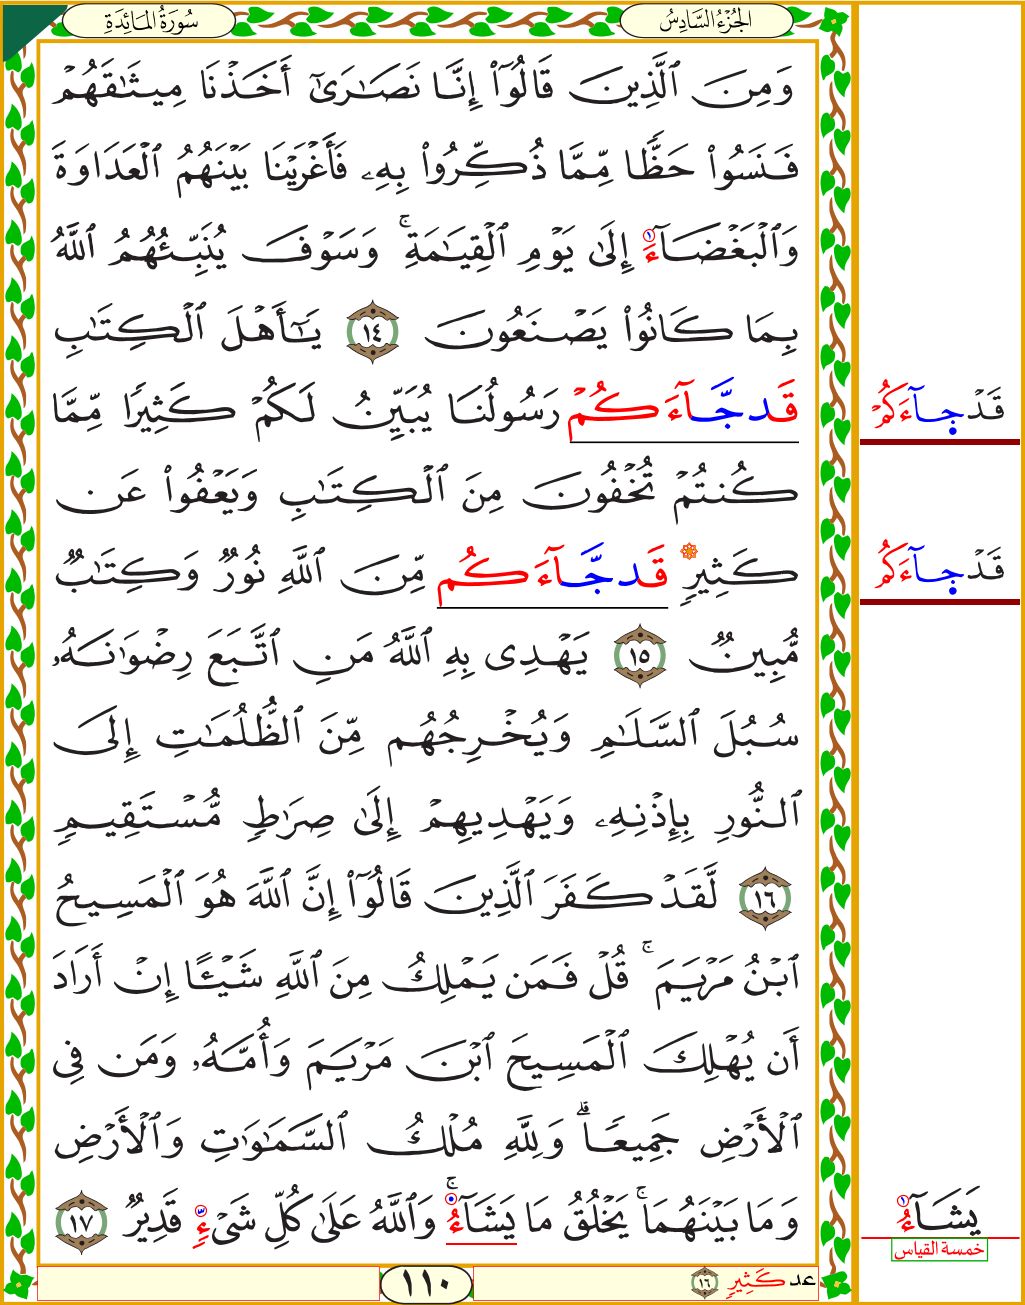 سُورَةُ المَائِدَةِ
الجُزْءُ السَّادِسُ
وَمِنَ ٱلَّذِينَ قَالُوٓا۟ إِنَّا نَصَـٰرَىٰٓ أَخَذْنَا مِيثَـٰقَهُمْ
فَنَسُوا۟ حَظًّا مِّمَّا ذُكِّرُوا۟ بِهِۦ فَأَغْرَيْنَا بَيْنَهُمُ ٱلْعَدَاوَةَ
وَٱلْبَغْضَآءَ ١ إِلَىٰ يَوْمِ ٱلْقِيَـٰمَةِ ۚ وَسَوْفَ يُنَبِّئُهُمُ ٱللَّهُ
بِمَا كَانُوا۟ يَصْنَعُونَ ١٤ يَـٰٓأَهْلَ ٱلْكِتَـٰبِ
قَد جَّآءَكُمْ رَسُولُنَا يُبَيِّنُ لَكُمْ كَثِيرًا مِّمَّا
قَدْ جِآءَكُمْ
كُنتُمْ تُخْفُونَ مِنَ ٱلْكِتَـٰبِ وَيَعْفُوا۟ عَن
كَثِيرٍ قَد جَّآءَكُم مِّنَ ٱللَّهِ نُورٌ وَكِتَـٰبٌ
قَدْ جِآءَكُم
مُّبِينٌ ١٥ يَهْدِى بِهِ ٱللَّهُ مَنِ ٱتَّبَعَ رِضْوَٰنَهُۥ
سُبُلَ ٱلسَّلَـٰمِ وَيُخْرِجُهُم مِّنَ ٱلظُّلُمَـٰتِ إِلَى
ٱلنُّورِ بِإِذْنِهِۦ وَيَهْدِيهِمْ إِلَىٰ صِرَٰطٍ مُّسْتَقِيمٍ
١٦ لَّقَدْ كَفَرَ ٱلَّذِينَ قَالُوٓا۟ إِنَّ ٱللَّهَ هُوَ ٱلْمَسِيحُ
ٱبْنُ مَرْيَمَ ۚ قُلْ فَمَن يَمْلِكُ مِنَ ٱللَّهِ شَيْـًٔا إِنْ أَرَادَ
أَن يُهْلِكَ ٱلْمَسِيحَ ٱبْنَ مَرْيَمَ وَأُمَّهُۥ وَمَن فِى
ٱلْأَرْضِ جَمِيعًا ۗ وَلِلَّهِ مُلْكُ ٱلسَّمَـٰوَٰتِ وَٱلْأَرْضِ
وَمَا بَيْنَهُمَا ۚ يَخْلُقُ مَا يَشَآءُ ۚ وَٱللَّهُ عَلَىٰ كُلِّ شَىْءٍ قَدِيرٌ ١٧
يَشَآءُ ١
خمسة القياس
عد كَثِيرٍ ١٦
١١٠